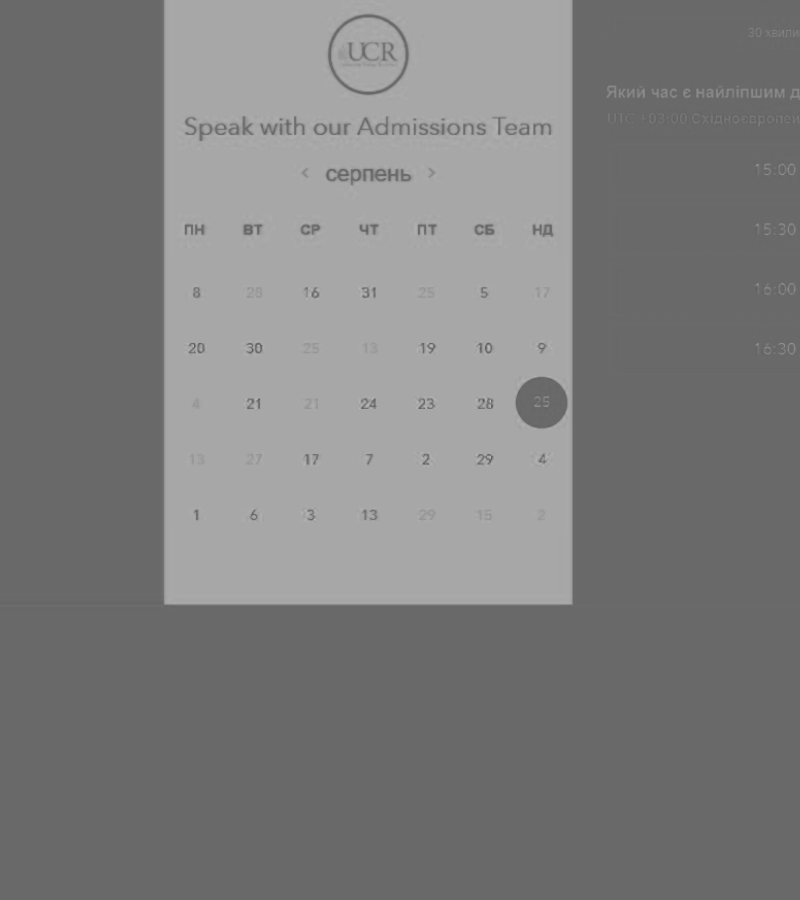 UCR
Speak with our Admissions Team
< серпень >
ПН ВТ СР ЧТ ПТ СБ НД
8 28 16 31 25 5 17
20 30 25 13 19 10 9
4 21 21 24 23 28 25
13 27 17 7 2 29 4
1 6 3 13 29 15 2
30 хвили
Який час є найліпшим д
UTC +03:00 Східноєвропей
15:00
15:30
16:00
16:30